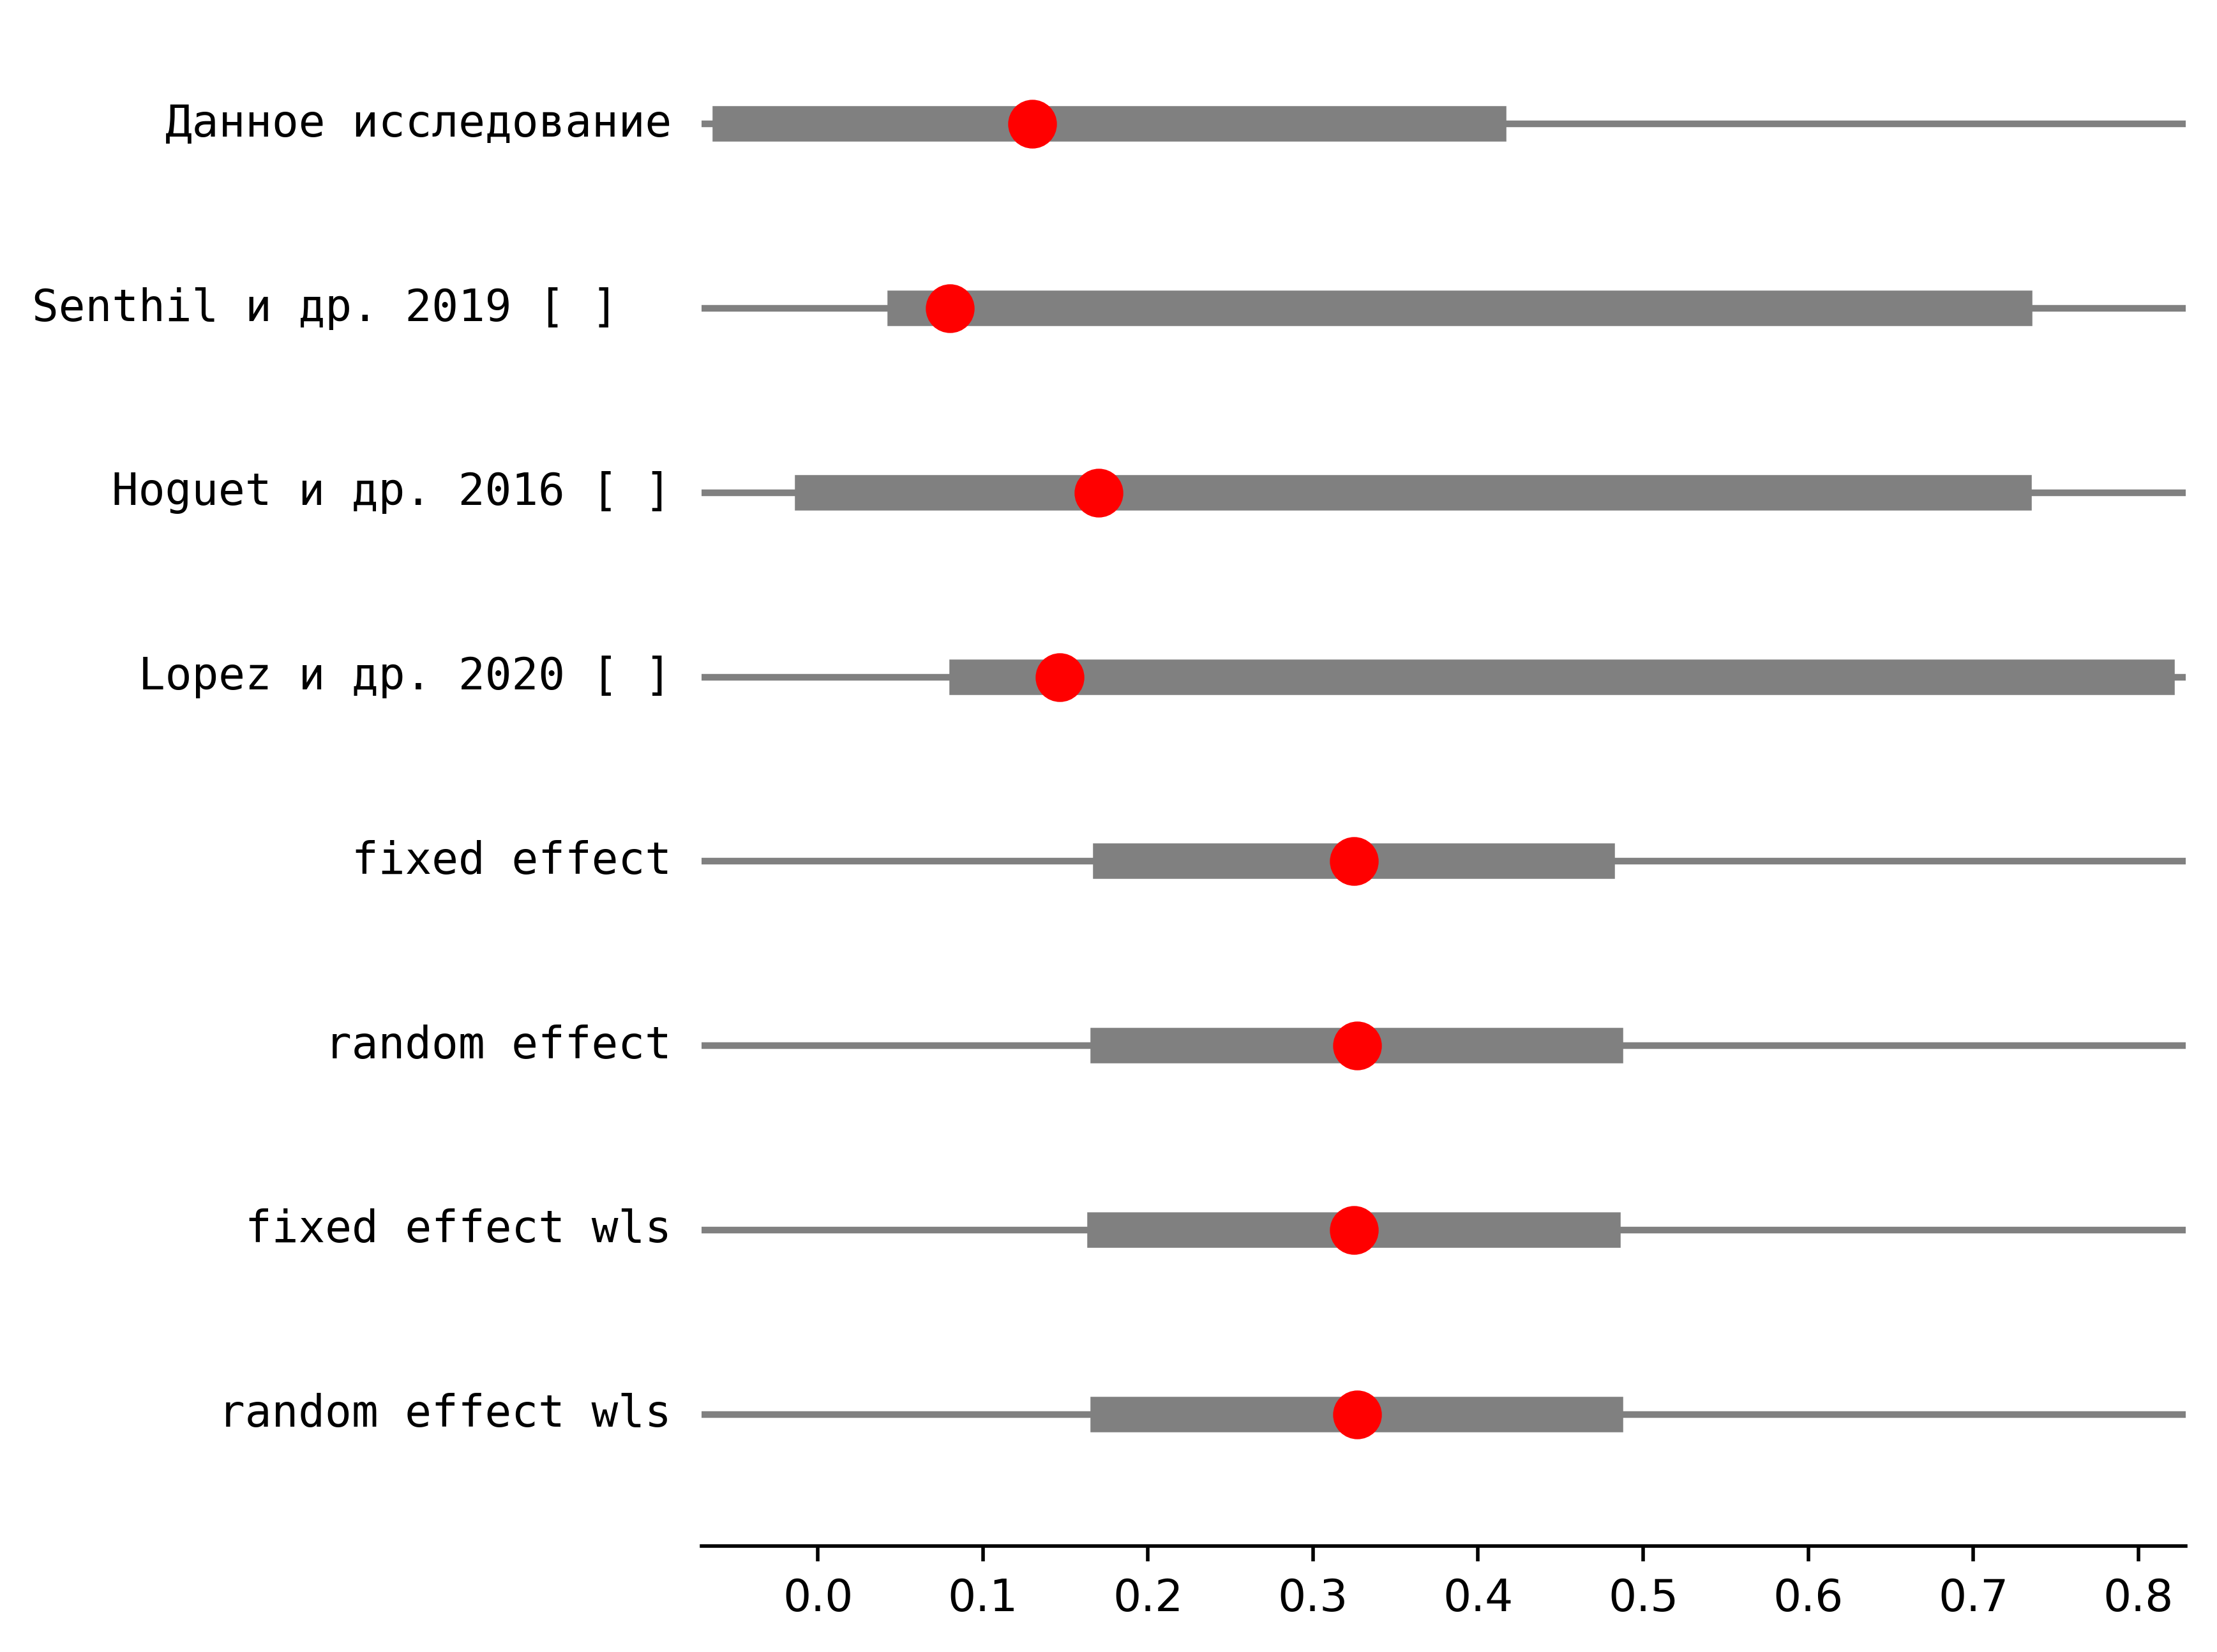 Данное исследование
Senthil и др. 2019 [ ]
Hoguet и др. 2016 [ ]
Lopez и др. 2020 [ ]
fixed effect
random effect
fixed effect wls
random effect wls
0.0 0.1 0.2 0.3 0.4 0.5 0.6 0.7 0.8